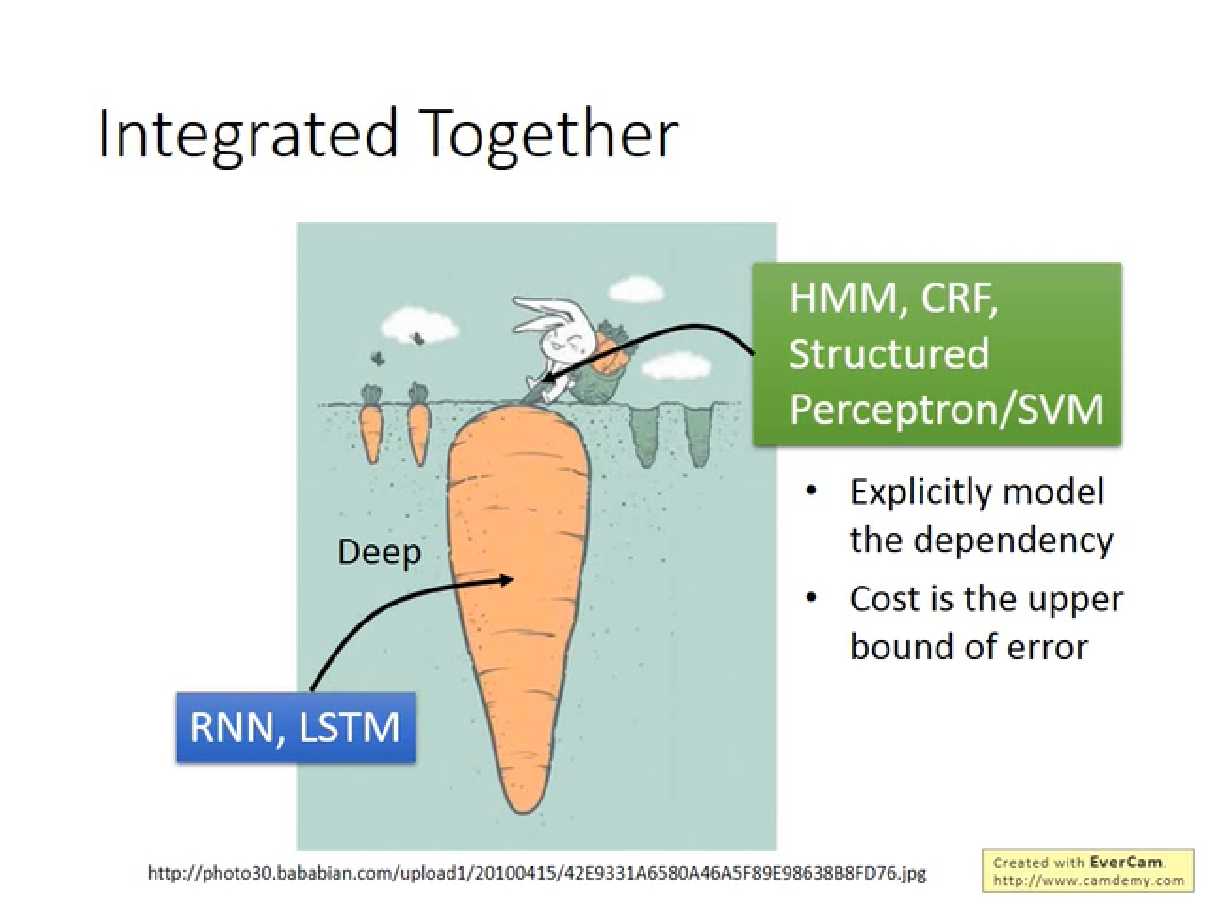 Integrated Together
HMM, CRF,
Structured
Perceptron/SVM
• Explicitly model
the dependency
• Cost is the upper
bound of error
Deep
RNN, LSTM
http://photo30.bababian.com/upload1/20100415/42E9331A6580A46A5F89E98638B8FD76.jpg
Created with EverCam.
http://www.camdemy.com